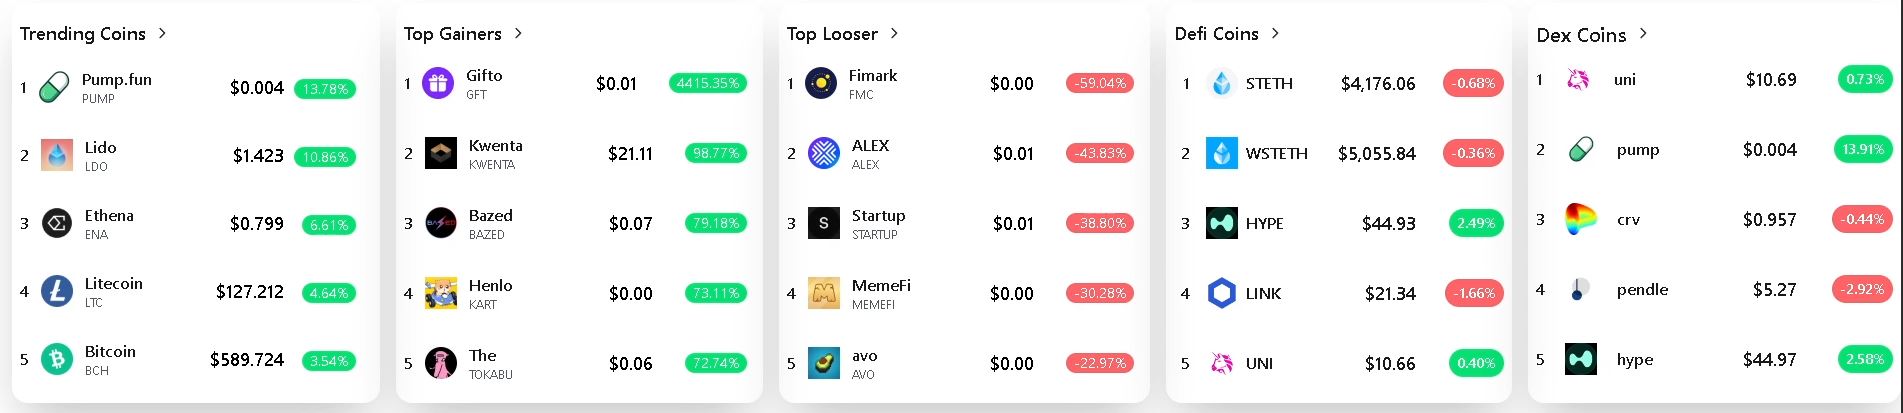 Trending Coins >
1 Pump.fun $0.004 13.78%
PUMP
2 Lido $1.423 10.86%
LDO
3 Ethena $0.799 6.61%
ENA
4 Litecoin $127.212 4.64%
LTC
5 Bitcoin $589.724 3.54%
BCH
Top Gainers >
1 Gifto $0.01 4415.35%
GFT
2 Kwenta $21.11 98.77%
KWENTA
3 Bazed $0.07 79.18%
BAZED
4 Henlo $0.00 73.11%
KART
5 The $0.06 72.74%
TOKABU
Top Looser >
1 Fimark $0.00 -59.04%
FMC
2 ALEX $0.01 -43.83%
ALEX
3 S Startup $0.01 -38.80%
STARTUP
4 MemeFi $0.00 -30.28%
MEMEFI
5 avo $0.00 -22.97%
AVO
Defi Coins >
1 STETH $4,176.06 -0.68%
2 WSTETH $5,055.84 -0.36%
3 HYPE $44.93 2.49%
4 LINK $21.34 -1.66%
5 UNI $10.66 0.40%
Dex Coins >
1 uni $10.69 0.73%
2 pump $0.004 13.91%
3 crv $0.957 -0.44%
4 pendle $5.27 -2.92%
5 hype $44.97 2.58%